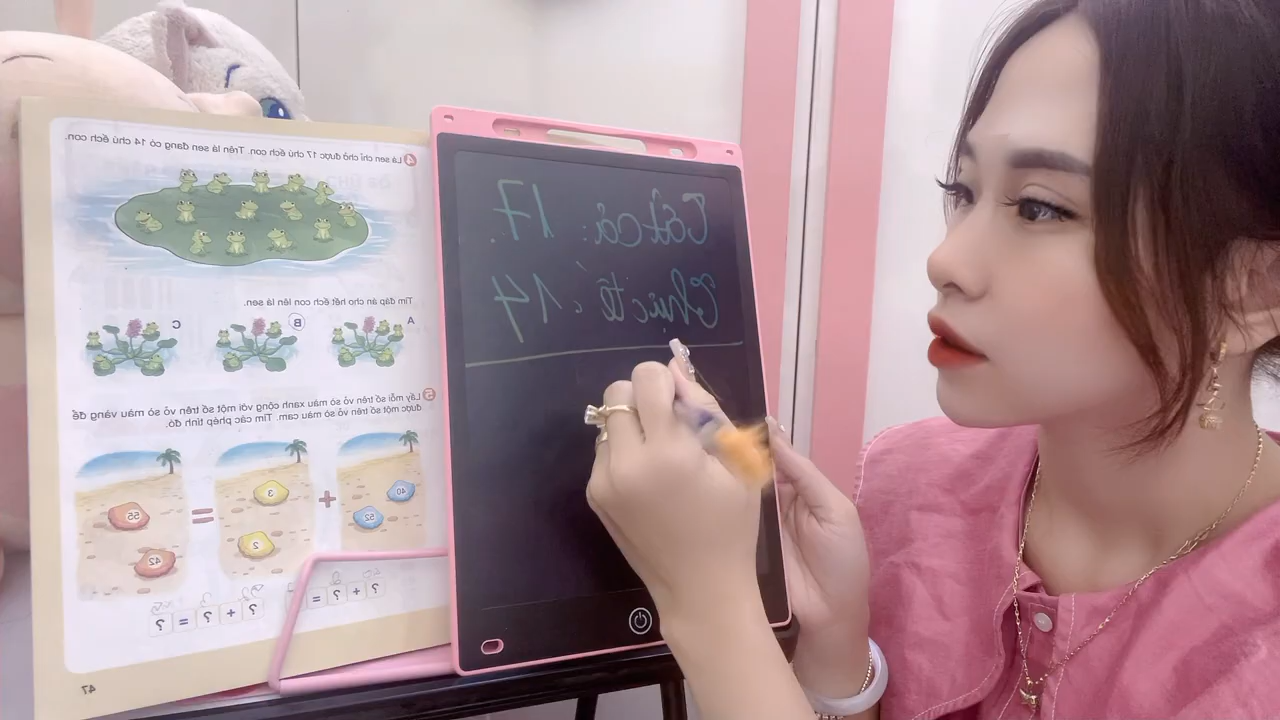 4 Lá sen chỉ chở được 17 chú ếch con. Trên lá sen đang có 14 chú ếch con.
Tìm đáp án cho hết ếch con lên lá sen.
A B C
5 Lấy mỗi số trên vỏ sò màu xanh cộng với một số trên vỏ sò màu vàng để
được một số trên vỏ sò màu cam. Tìm các phép tính đó.
40 + 3 = 55
52 2 42
? + ? =
? + ? = ?
47
Tất cả: 17.
Thực tế: 14